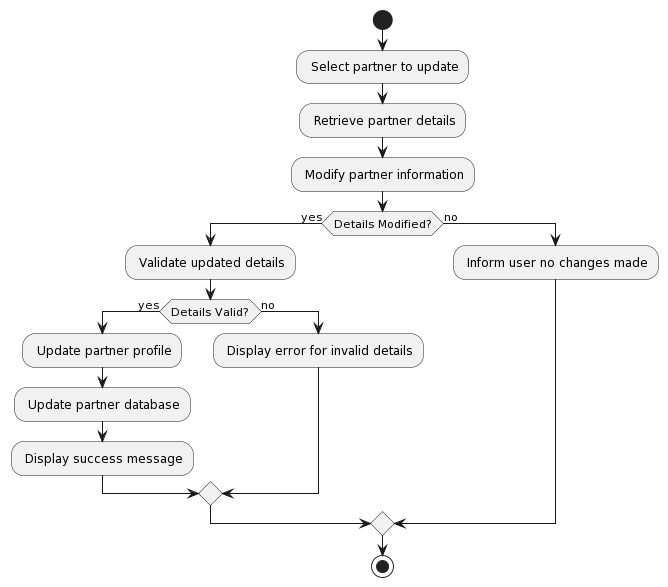 Select partner to update
Retrieve partner details
Modify partner information
yes
Details Modified?
no
Validate updated details
Inform user no changes made
yes
Details Valid?
no
Update partner profile
Display error for invalid details
Update partner database
Display success message